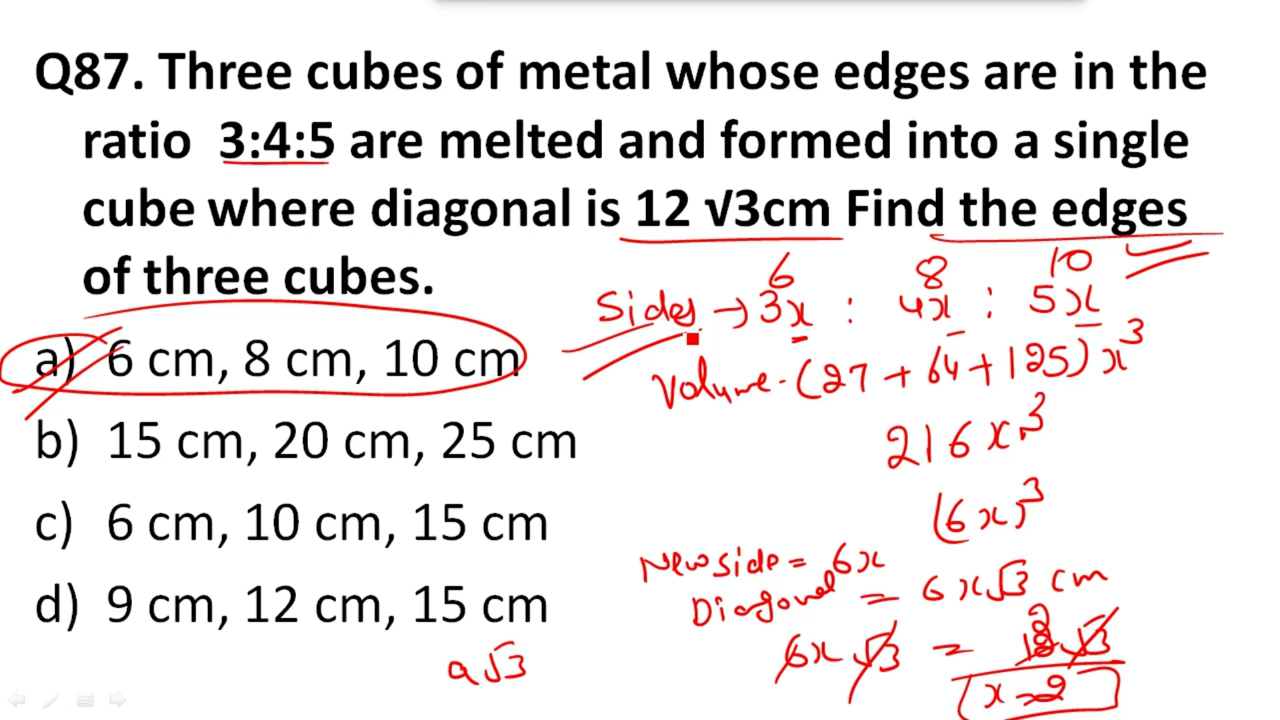 Q87. Three cubes of metal whose edges are in the
ratio 3:4:5 are melted and formed into a single
cube where diagonal is 12 √3cm Find the edges
of three cubes.
6 8 10
Sides → 3x : 4x : 5x
a) 6 cm, 8 cm, 10 cm
Volume - (27 + 64 + 125) x³
b) 15 cm, 20 cm, 25 cm
216x³
c) 6 cm, 10 cm, 15 cm
(6x)³
New side = 6x
d) 9 cm, 12 cm, 15 cm
Diagonal = 6x√3 cm
a√3
6x√3 = 12√3
2
x = 2